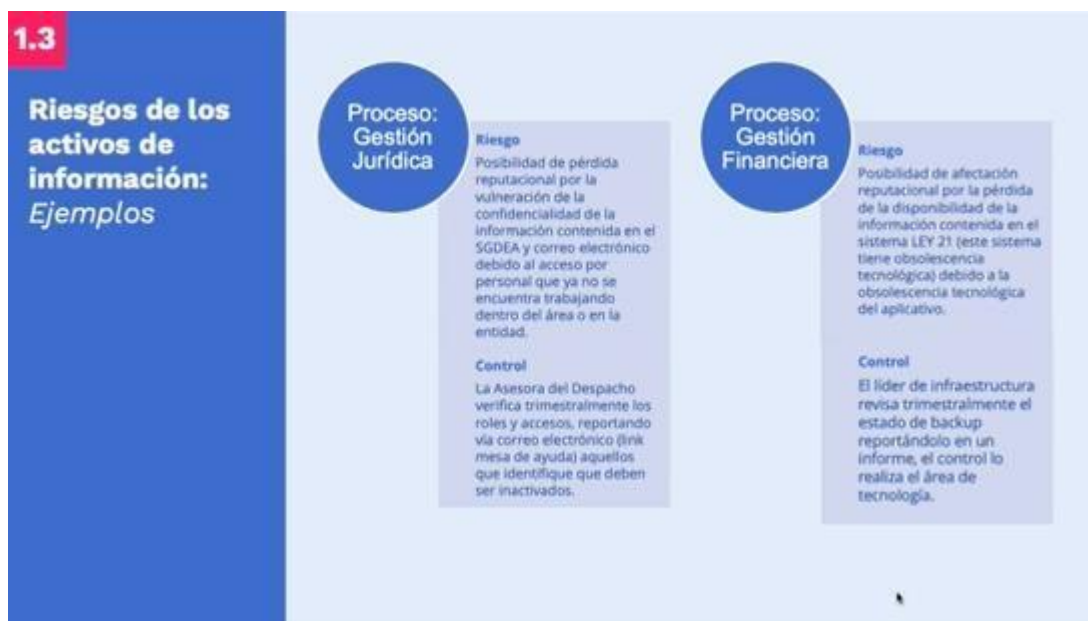 1.3
Riesgos de los
activos de
información:
Ejemplos
Proceso:
Gestión
Jurídica
Riesgo
Posibilidad de pérdida
reputacional por la
vulneración de la
confidencialidad de la
información contenida en el
SGDEA y correo electrónico
debido al acceso por
personal que ya no se
encuentra trabajando
dentro del área o en la
entidad.
Control
La Asesora del Despacho
verifica trimestralmente los
roles y accesos, reportando
vía correo electrónico (link
mesa de ayuda) aquellos
que identifique que deben
ser inactivados.
Proceso:
Gestión
Financiera
Riesgo
Posibilidad de afectación
reputacional por la pérdida
de la disponibilidad de la
información contenida en el
sistema LEY 21 (este sistema
tiene obsolescencia
tecnológica) debido a la
obsolescencia tecnológica
del aplicativo.
Control
El líder de infraestructura
revisa trimestralmente el
estado de backup
reportándolo en un
informe, el control lo
realiza el área de
tecnología.